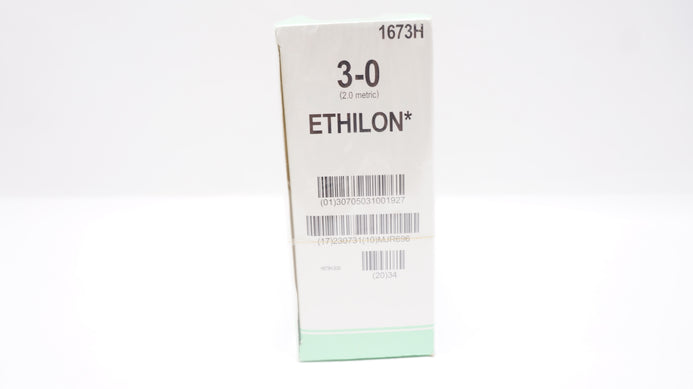 1673H
3-0
(2.0 metric)
ETHILON*
(01)30705031001927
(17)230731(10)MJR696
(20)34